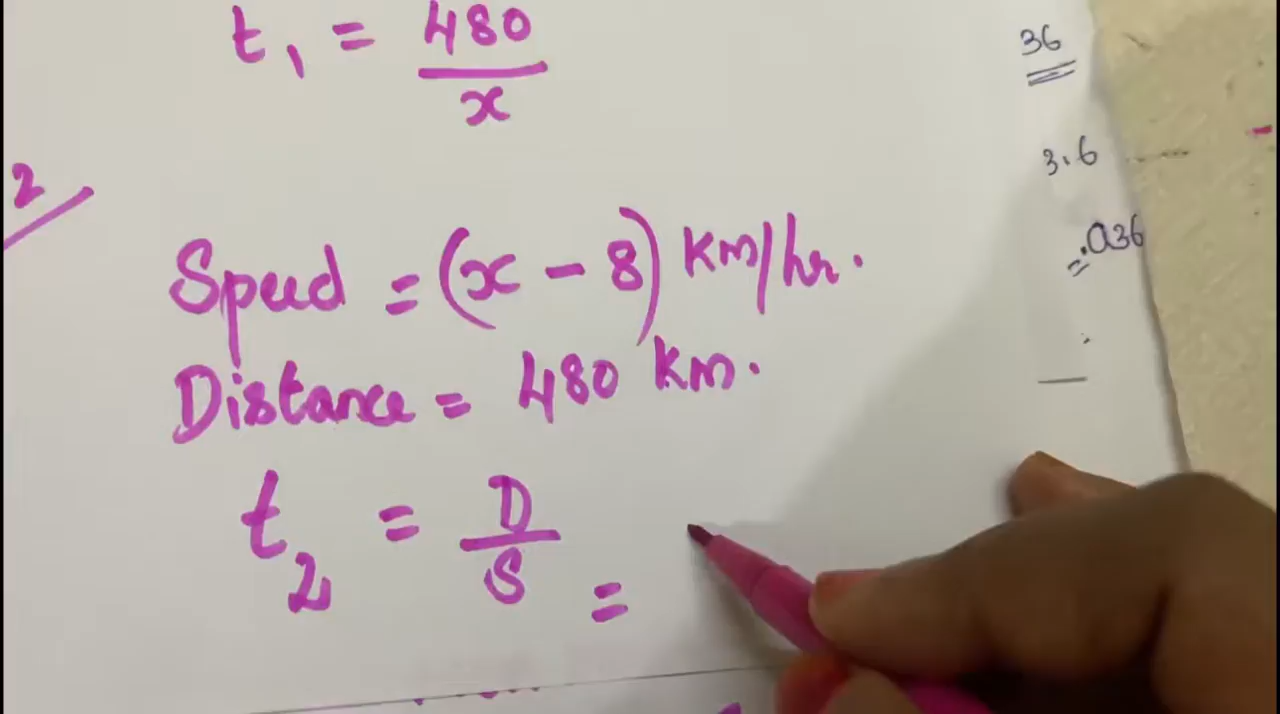 t₁ = 480/x
36
3.6
.036
2
Speed = (x - 8) km/hr.
Distance = 480 km.
t₂ = D/S =